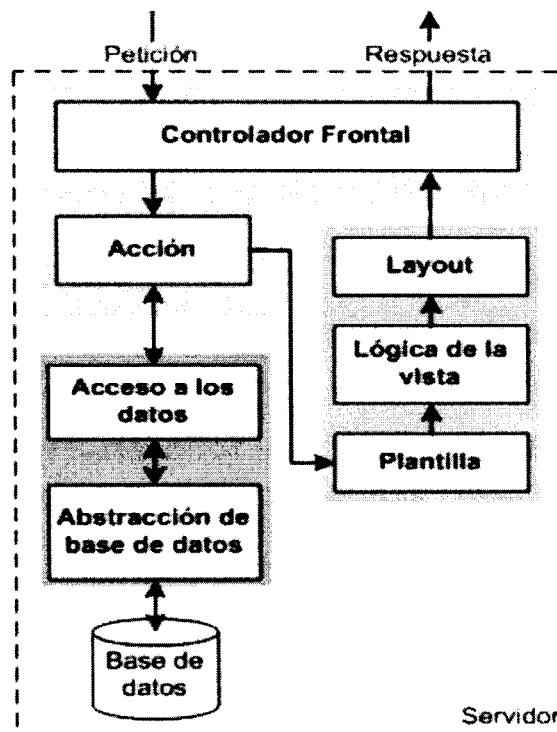 Petición
Respuesta
Controlador Frontal
Acción
Layout
Lógica de la
vista
Acceso a los
datos
Plantilla
Abstracción de
base de datos
Base de
datos
Servidor